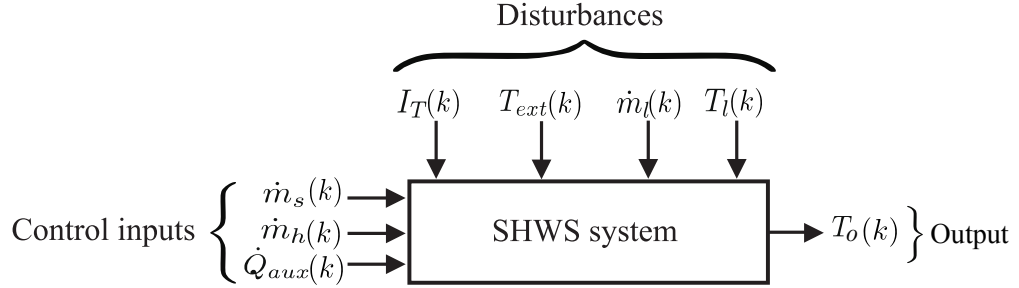 Disturbances
I_T(k) T_ext(k) ṁ_l(k) T_l(k)
ṁ_s(k)
Control inputs ṁ_h(k) SHWS system T_o(k) Output
Q̇_aux(k)